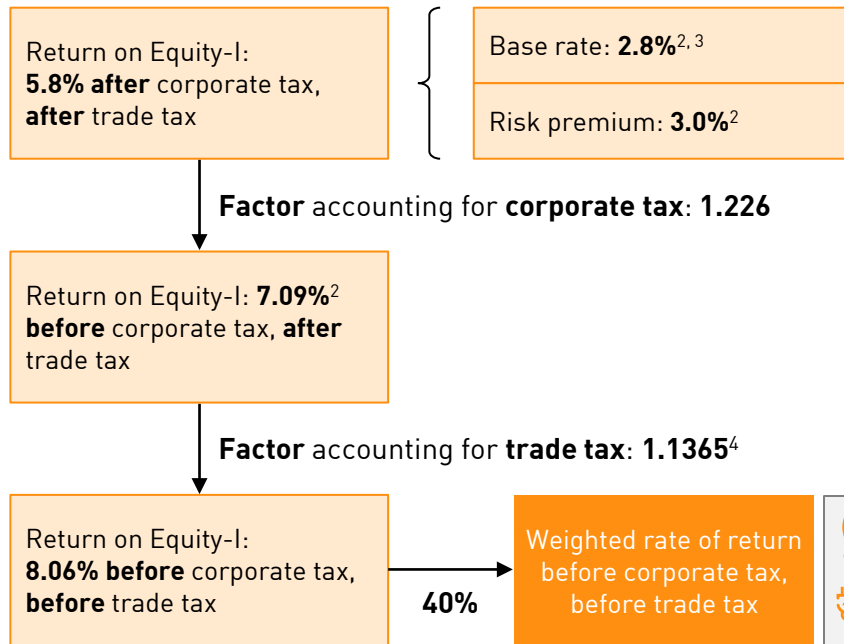 Return on Equity-I:
5.8% after corporate tax,
after trade tax
Base rate: 2.8%2, 3
Risk premium: 3.0%2
Factor accounting for corporate tax: 1.226
Return on Equity-I: 7.09%2
before corporate tax, after
trade tax
Factor accounting for trade tax: 1.13654
Return on Equity-I:
8.06% before corporate tax,
before trade tax
40%
Weighted rate of return
before corporate tax,
before trade tax